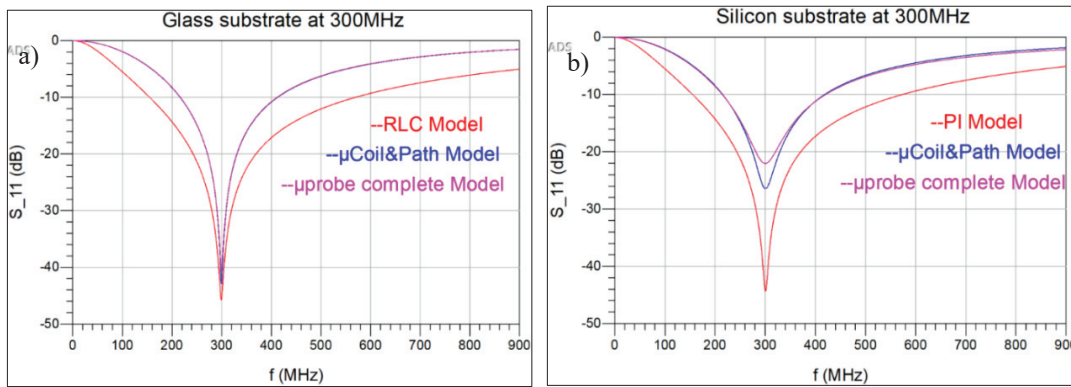 Glass substrate at 300MHz
ADS
a)
0
-10
-20
-30
-40
-50
S_11 (dB)
--RLC Model
--µCoil&Path Model
--µprobe complete Model
0 100 200 300 400 500 600 700 800 900
f (MHz)
Silicon substrate at 300MHz
ADS
b)
0
-10
-20
-30
-40
-50
S_11 (dB)
--PI Model
--µCoil&Path Model
--µprobe complete Model
0 100 200 300 400 500 600 700 800 900
f (MHz)